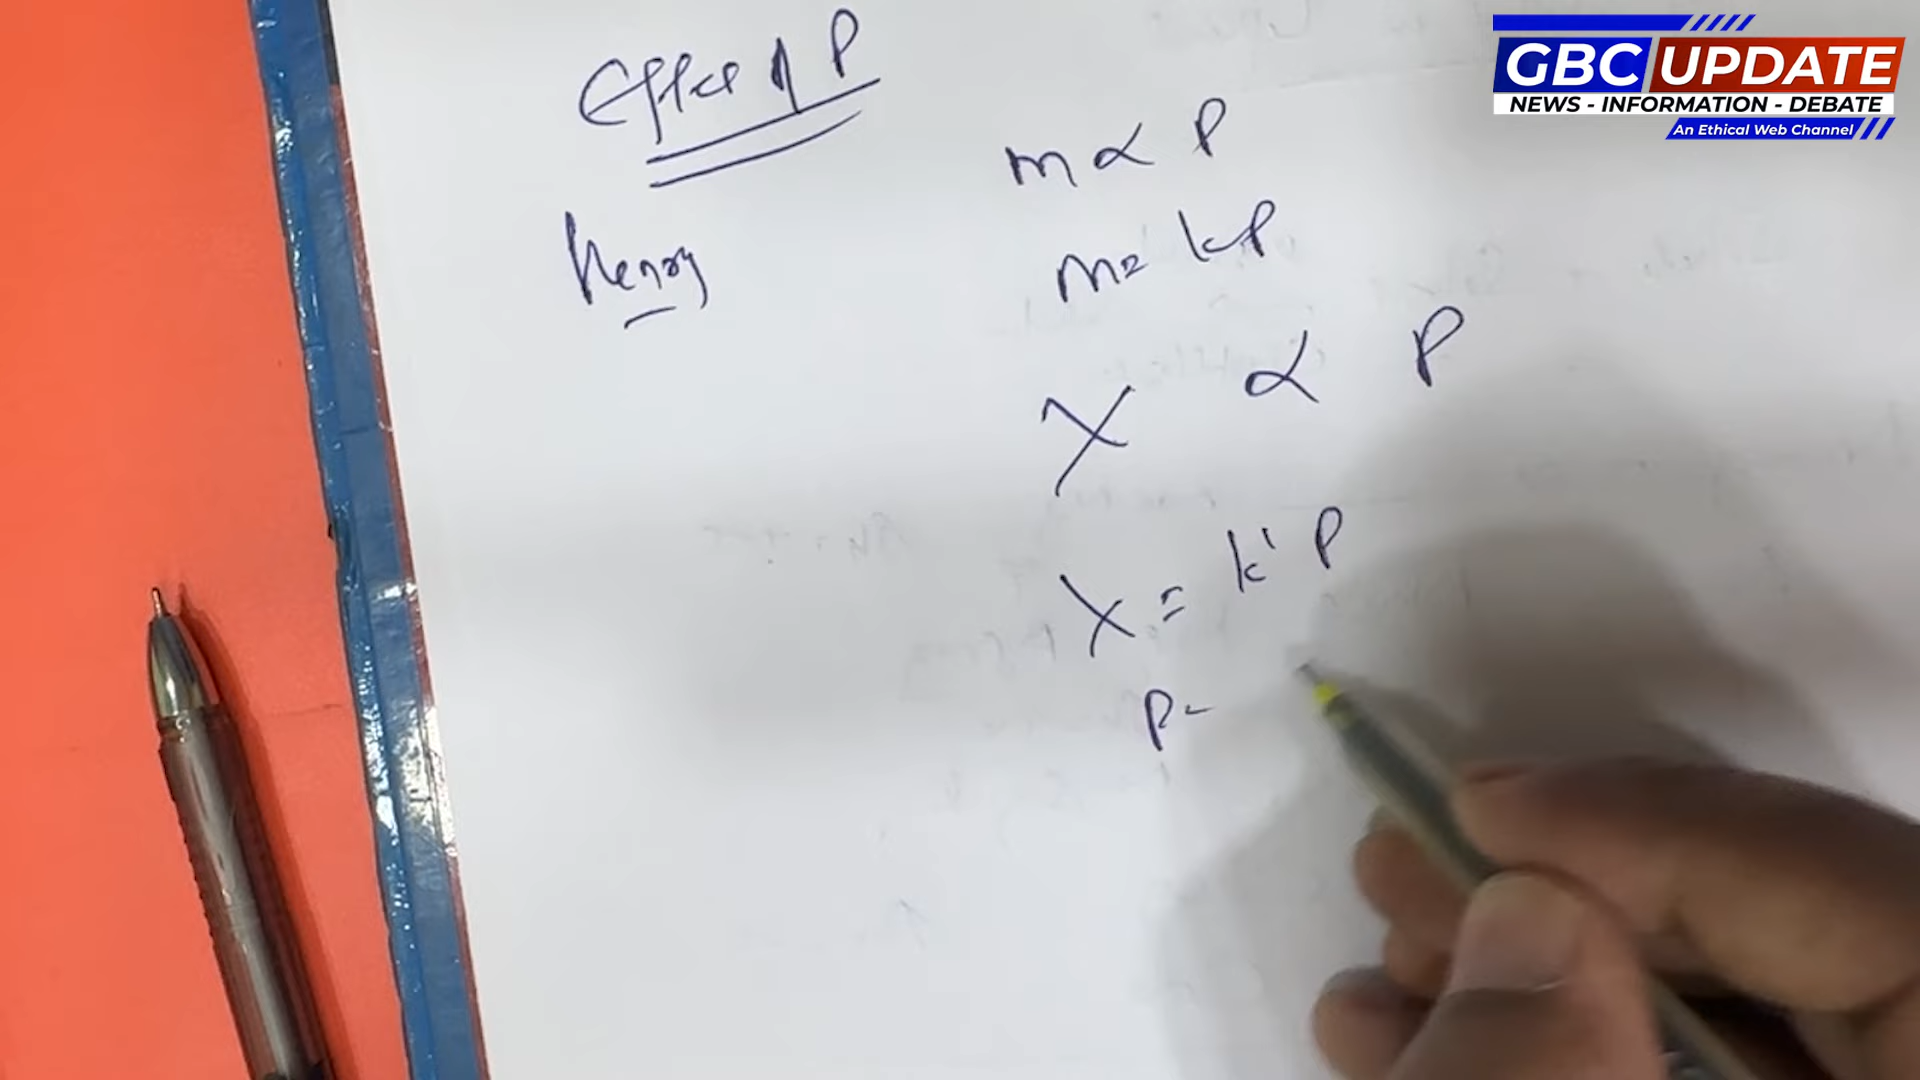 Effect of P
m ∝ P
Henry
m = kP
X ∝ P
X = k' P
P =
GBC UPDATE
NEWS - INFORMATION - DEBATE
An Ethical Web Channel